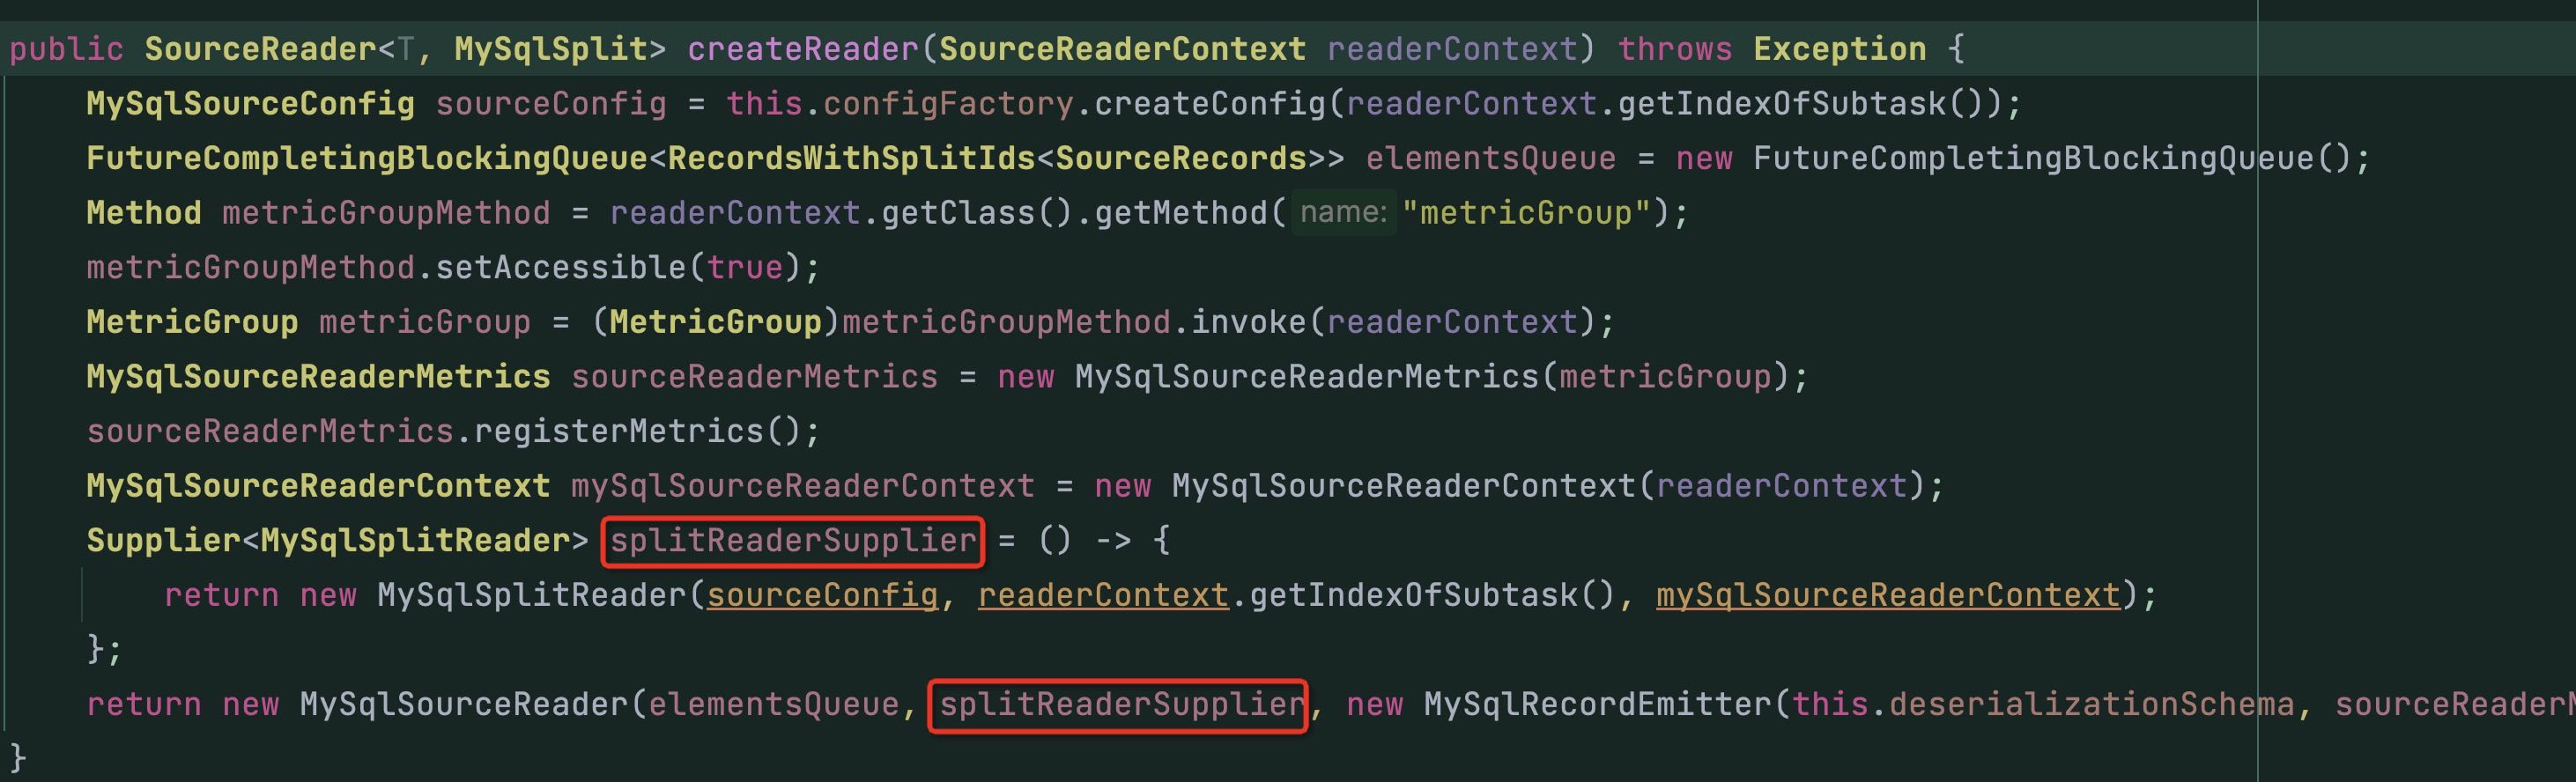 public SourceReader<T, MySqlSplit> createReader(SourceReaderContext readerContext) throws Exception {
    MySqlSourceConfig sourceConfig = this.configFactory.createConfig(readerContext.getIndexOfSubtask());
    FutureCompletingBlockingQueue<RecordsWithSplitIds<SourceRecords>> elementsQueue = new FutureCompletingBlockingQueue();
    Method metricGroupMethod = readerContext.getClass().getMethod( name: "metricGroup");
    metricGroupMethod.setAccessible(true);
    MetricGroup metricGroup = (MetricGroup)metricGroupMethod.invoke(readerContext);
    MySqlSourceReaderMetrics sourceReaderMetrics = new MySqlSourceReaderMetrics(metricGroup);
    sourceReaderMetrics.registerMetrics();
    MySqlSourceReaderContext mySqlSourceReaderContext = new MySqlSourceReaderContext(readerContext);
    Supplier<MySqlSplitReader> splitReaderSupplier = () -> {
        return new MySqlSplitReader(sourceConfig, readerContext.getIndexOfSubtask(), mySqlSourceReaderContext);
    };
    return new MySqlSourceReader(elementsQueue, splitReaderSupplier, new MySqlRecordEmitter(this.deserializationSchema, sourceReader
}